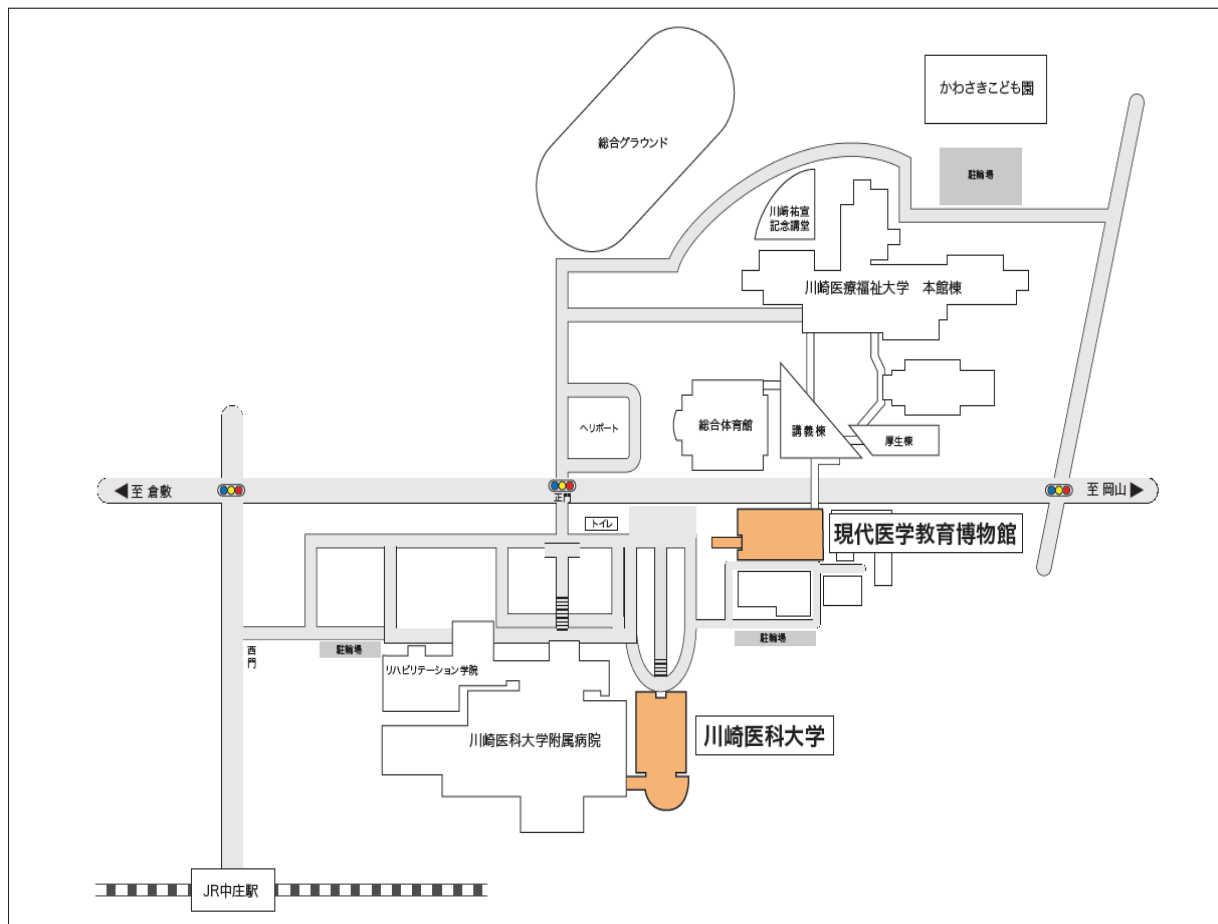 かわさきこども園
総合グラウンド
駐輪場
川﨑祐宣
記念講堂
川崎医療福祉大学 本館棟
総合体育館
講義棟
厚生棟
ヘリポート
◀至 倉敷
正門
至 岡山▶
トイレ
現代医学教育博物館
西門
駐輪場
駐輪場
リハビリテーション学院
川崎医科大学附属病院
川崎医科大学
JR中庄駅